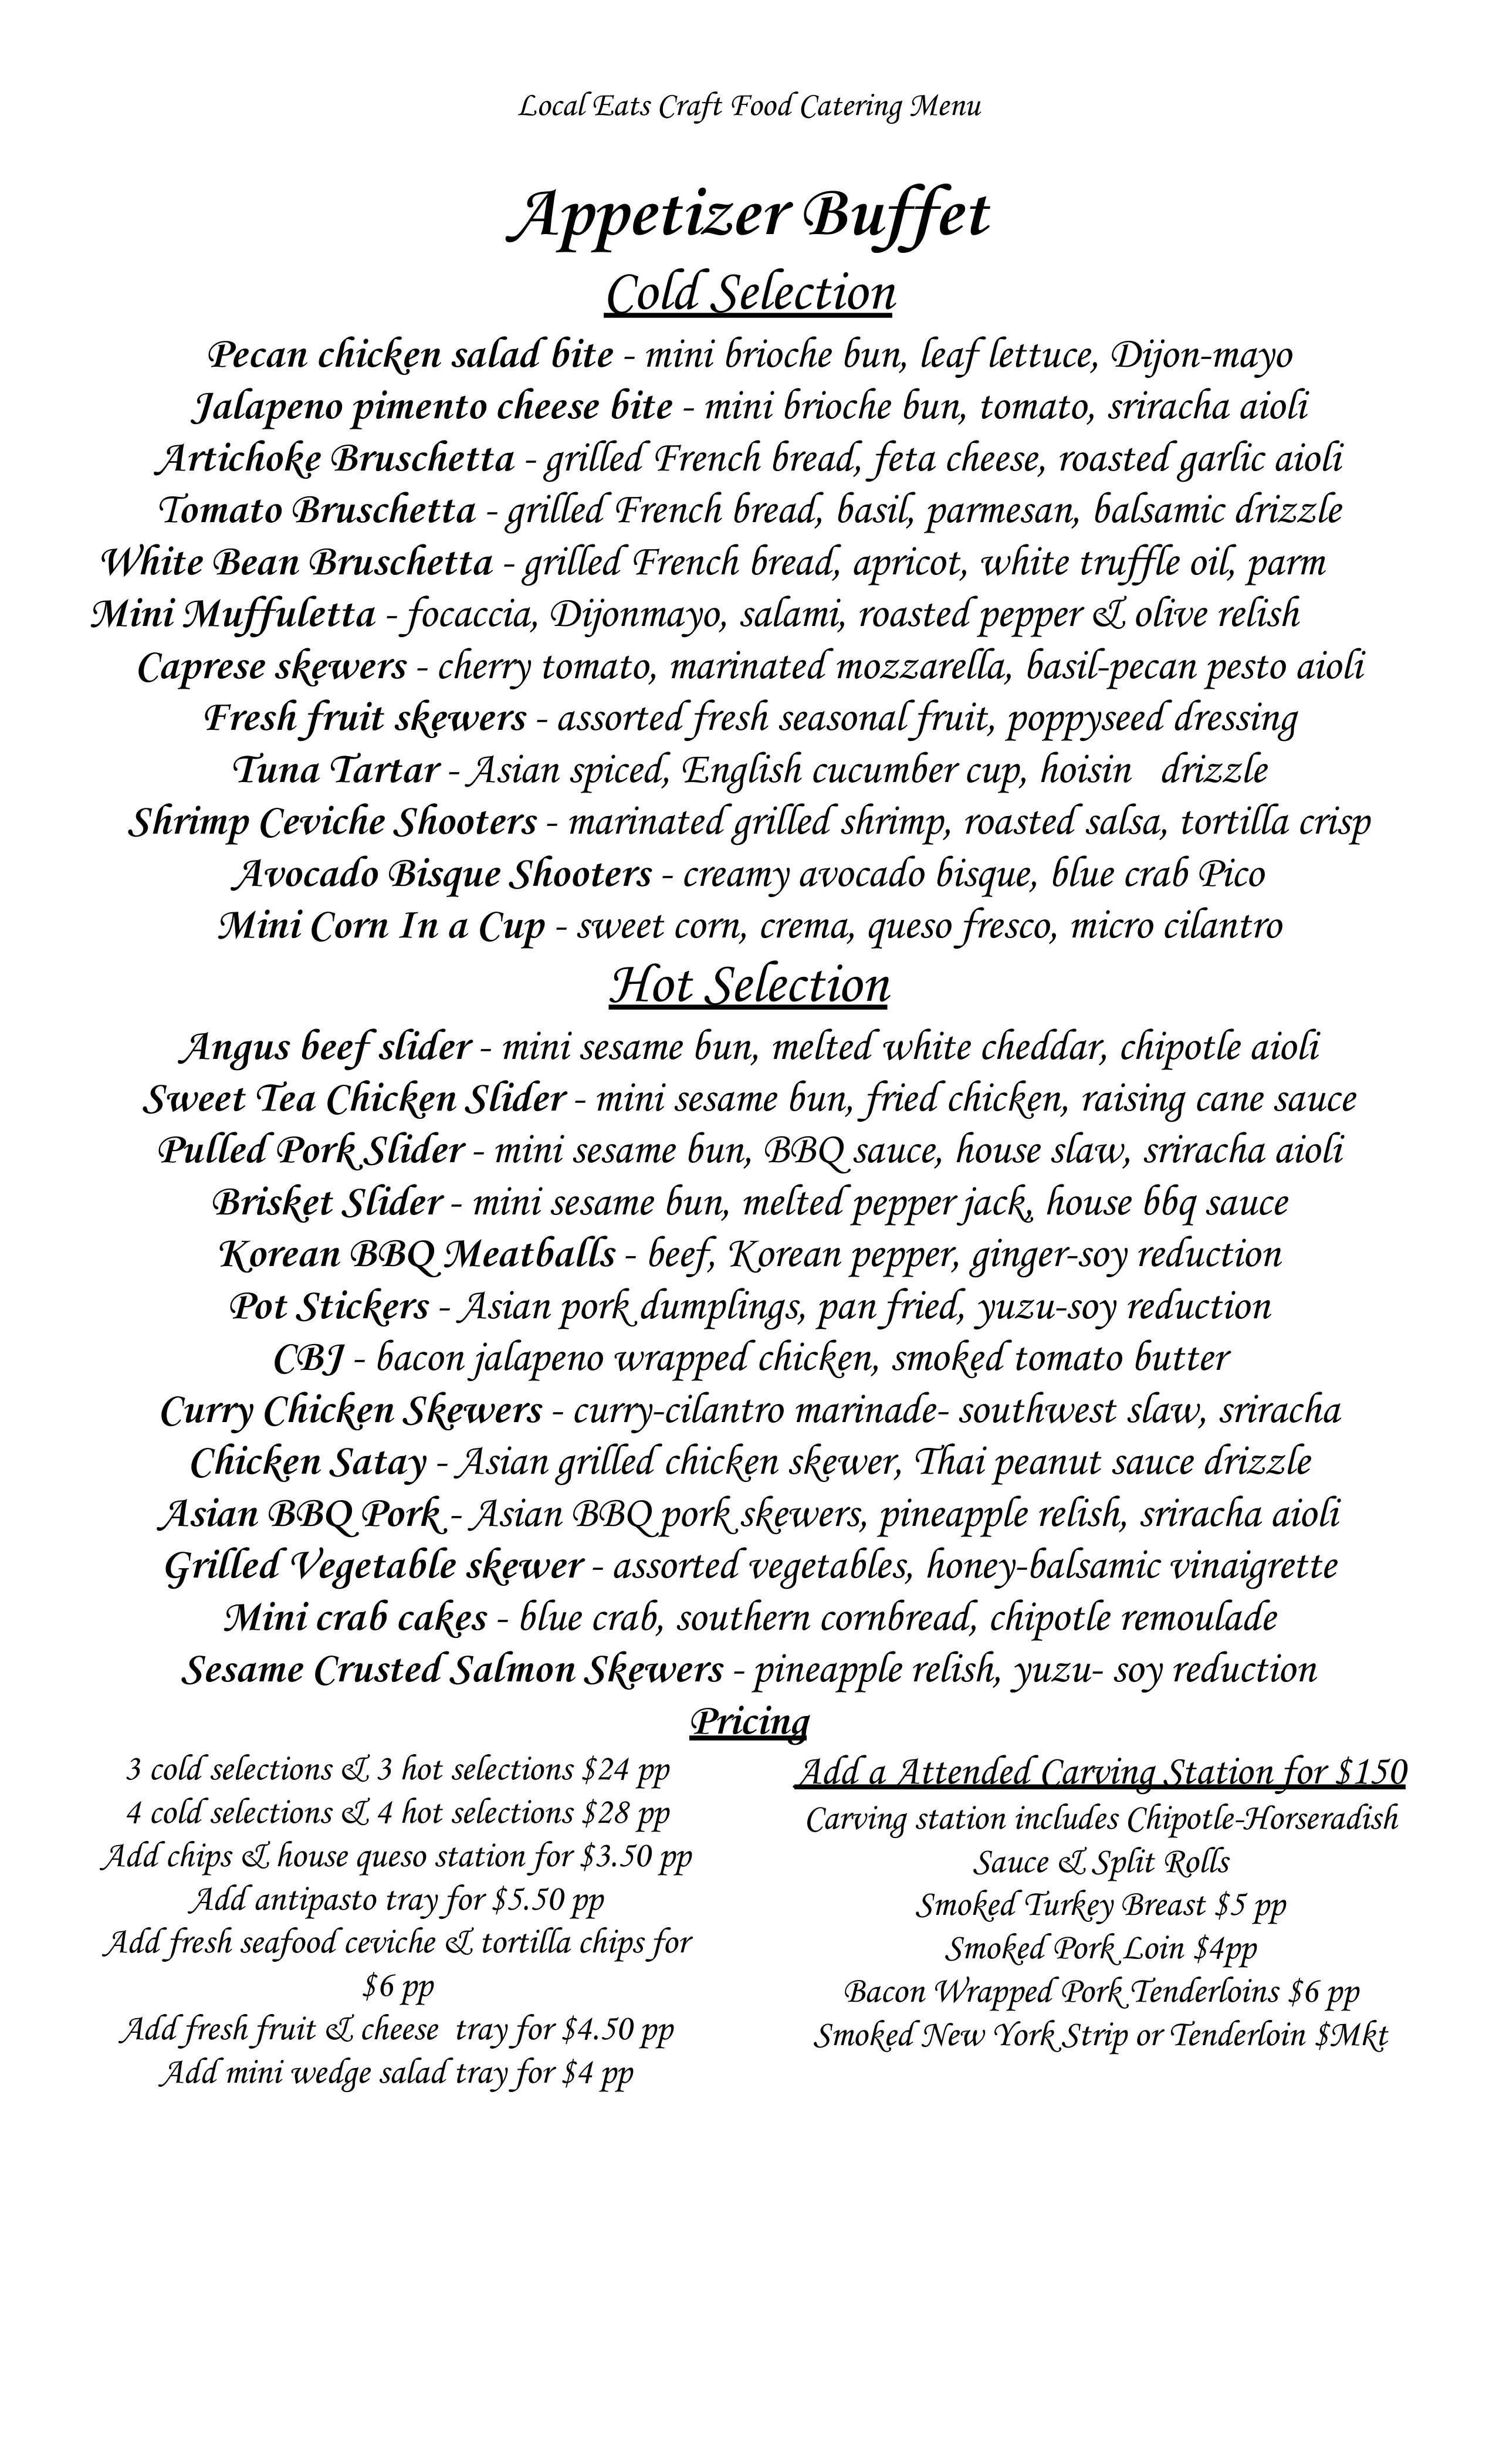 Local Eats Craft Food Catering Menu
Appetizer Buffet
Cold Selection
Pecan chicken salad bite - mini brioche bun, leaf lettuce, Dijon-mayo
Jalapeno pimento cheese bite - mini brioche bun, tomato, sriracha aioli
Artichoke Bruschetta - grilled French bread, feta cheese, roasted garlic aioli
Tomato Bruschetta - grilled French bread, basil, parmesan, balsamic drizzle
White Bean Bruschetta - grilled French bread, apricot, white truffle oil, parm
Mini Muffuletta - focaccia, Dijonmayo, salami, roasted pepper & olive relish
Caprese skewers - cherry tomato, marinated mozzarella, basil-pecan pesto aioli
Fresh fruit skewers - assorted fresh seasonal fruit, poppyseed dressing
Tuna Tartar - Asian spiced, English cucumber cup, hoisin drizzle
Shrimp Ceviche Shooters - marinated grilled shrimp, roasted salsa, tortilla crisp
Avocado Bisque Shooters - creamy avocado bisque, blue crab Pico
Mini Corn In a Cup - sweet corn, crema, queso fresco, micro cilantro
Hot Selection
Angus beef slider - mini sesame bun, melted white cheddar, chipotle aioli
Sweet Tea Chicken Slider - mini sesame bun, fried chicken, raising cane sauce
Pulled Pork Slider - mini sesame bun, BBQ sauce, house slaw, sriracha aioli
Brisket Slider - mini sesame bun, melted pepper jack, house bbq sauce
Korean BBQ Meatballs - beef, Korean pepper, ginger-soy reduction
Pot Stickers - Asian pork dumplings, pan fried, yuzu-soy reduction
CBJ - bacon jalapeno wrapped chicken, smoked tomato butter
Curry Chicken Skewers - curry-cilantro marinade- southwest slaw, sriracha
Chicken Satay - Asian grilled chicken skewer, Thai peanut sauce drizzle
Asian BBQ Pork - Asian BBQ pork skewers, pineapple relish, sriracha aioli
Grilled Vegetable skewer - assorted vegetables, honey-balsamic vinaigrette
Mini crab cakes - blue crab, southern cornbread, chipotle remoulade
Sesame Crusted Salmon Skewers - pineapple relish, yuzu- soy reduction
Pricing
3 cold selections & 3 hot selections $24 pp
4 cold selections & 4 hot selections $28 pp
Add chips & house queso station for $3.50 pp
Add antipasto tray for $5.50 pp
Add fresh seafood ceviche & tortilla chips for
$6 pp
Add fresh fruit & cheese tray for $4.50 pp
Add mini wedge salad tray for $4 pp
Add a Attended Carving Station for $150
Carving station includes Chipotle-Horseradish
Sauce & Split Rolls
Smoked Turkey Breast $5 pp
Smoked Pork Loin $4pp
Bacon Wrapped Pork Tenderloins $6 pp
Smoked New York Strip or Tenderloin $Mkt